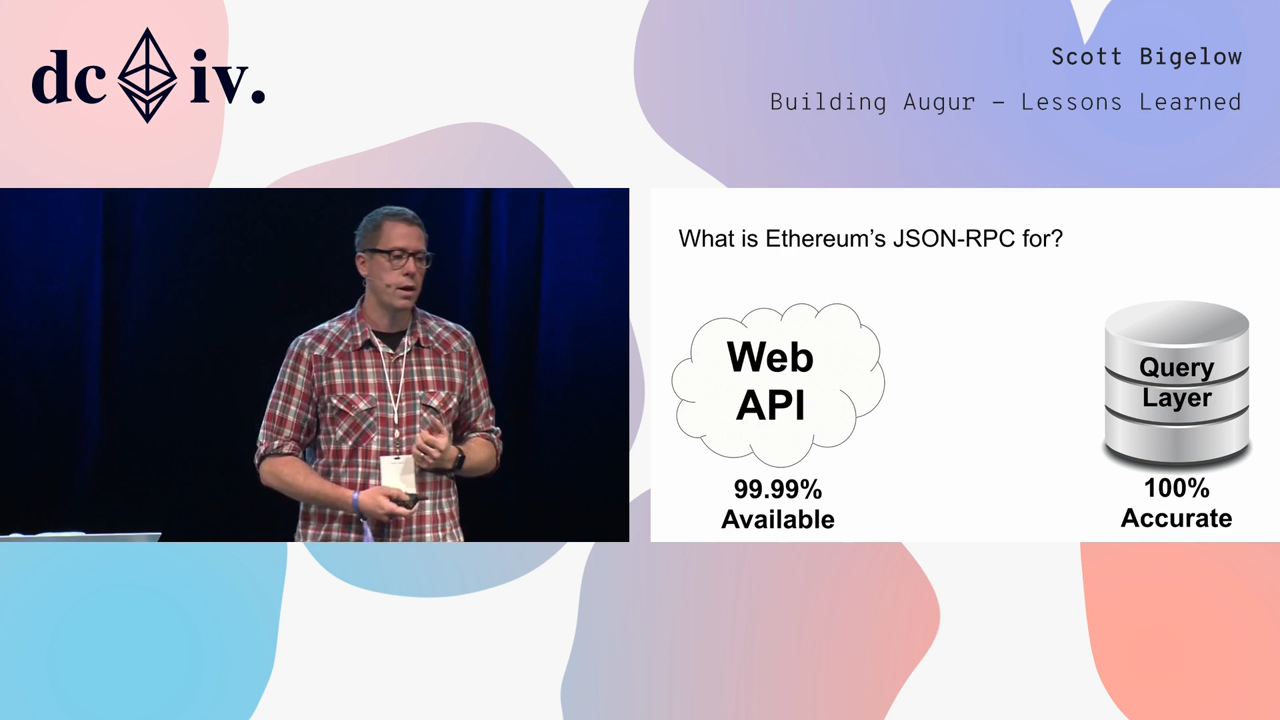 dc iv.
Scott Bigelow
Building Augur – Lessons Learned
What is Ethereum's JSON-RPC for?
Web
API
99.99%
Available
Query
Layer
100%
Accurate